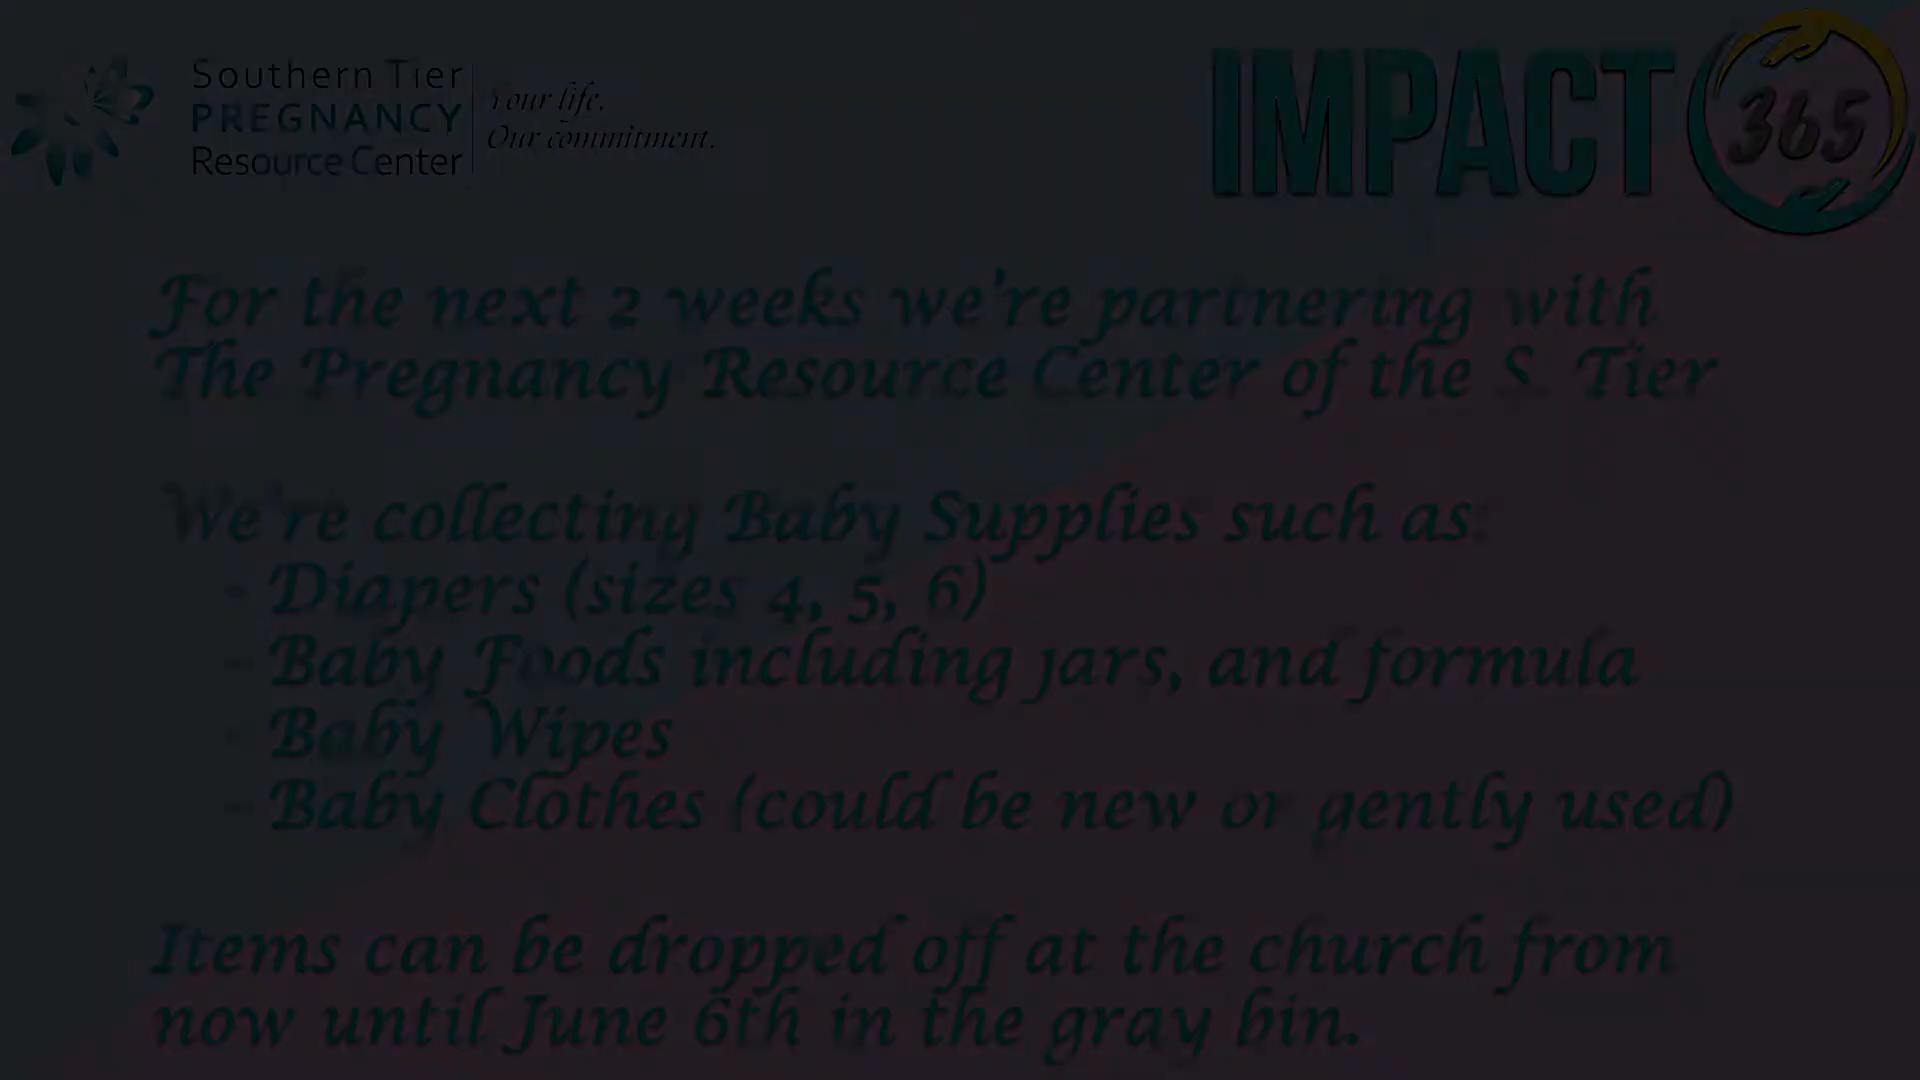 Southern Tier
PREGNANCY
Resource Center
Your life.
Our commitment.
IMPACT
365
For the next 2 weeks we're partnering with
The Pregnancy Resource Center of the S. Tier
We're collecting Baby Supplies such as:
- Diapers (sizes 4, 5, 6)
- Baby Foods including jars, and formula
- Baby Wipes
- Baby Clothes (could be new or gently used)
Items can be dropped off at the church from
now until June 6th in the gray bin.